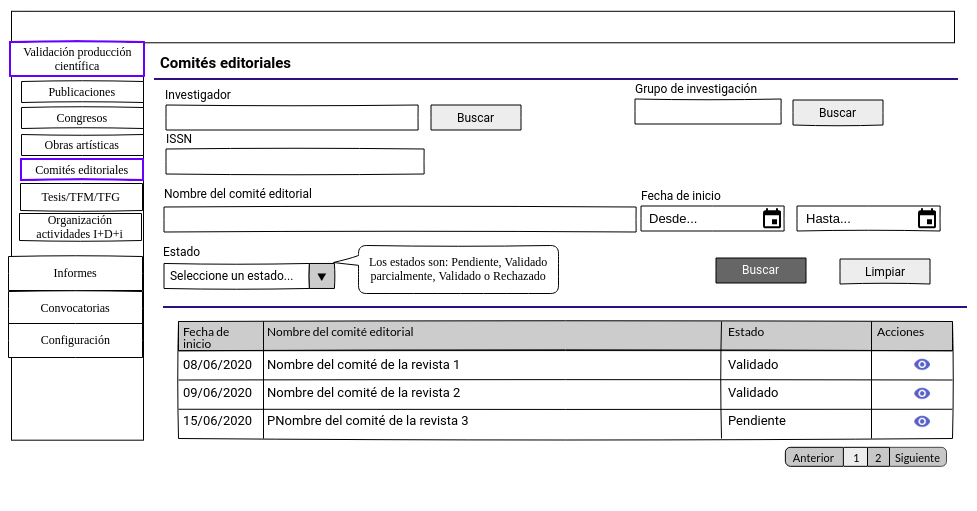 Validación producción
científica
Publicaciones
Congresos
Obras artísticas
Comités editoriales
Tesis/TFM/TFG
Organización
actividades I+D+i
Informes
Convocatorias
Configuración
Comités editoriales
Investigador
Buscar
Grupo de investigación
Buscar
ISSN
Nombre del comité editorial
Fecha de inicio
Desde...
Hasta...
Estado
Seleccione un estado...
Los estados son: Pendiente, Validado
parcialmente, Validado o Rechazado
Buscar
Limpiar
Fecha de
inicio
Nombre del comité editorial
Estado
Acciones
08/06/2020 Nombre del comité de la revista 1 Validado
09/06/2020 Nombre del comité de la revista 2 Validado
15/06/2020 PNombre del comité de la revista 3 Pendiente
Anterior 1 2 Siguiente